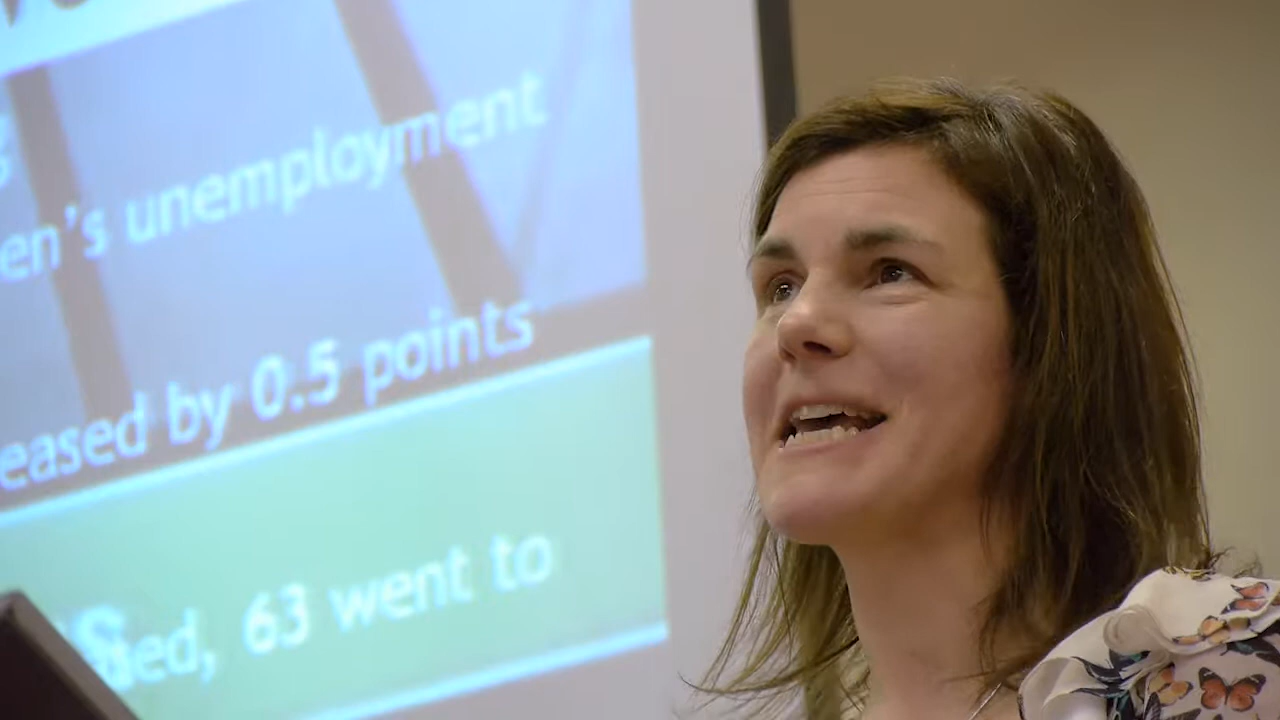 en's unemployment
eased by 0.5 points
ed, 63 went to